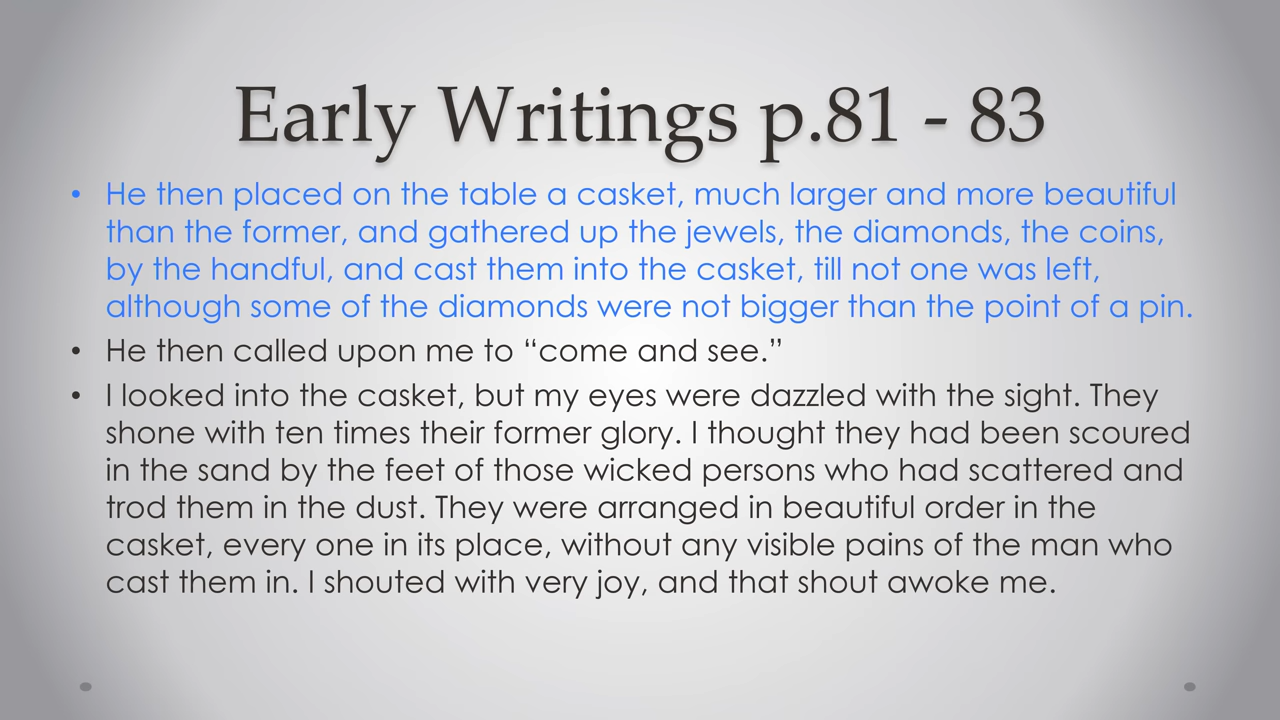 Early Writings p.81 - 83
• He then placed on the table a casket, much larger and more beautiful
than the former, and gathered up the jewels, the diamonds, the coins,
by the handful, and cast them into the casket, till not one was left,
although some of the diamonds were not bigger than the point of a pin.
• He then called upon me to “come and see.”
• I looked into the casket, but my eyes were dazzled with the sight. They
shone with ten times their former glory. I thought they had been scoured
in the sand by the feet of those wicked persons who had scattered and
trod them in the dust. They were arranged in beautiful order in the
casket, every one in its place, without any visible pains of the man who
cast them in. I shouted with very joy, and that shout awoke me.